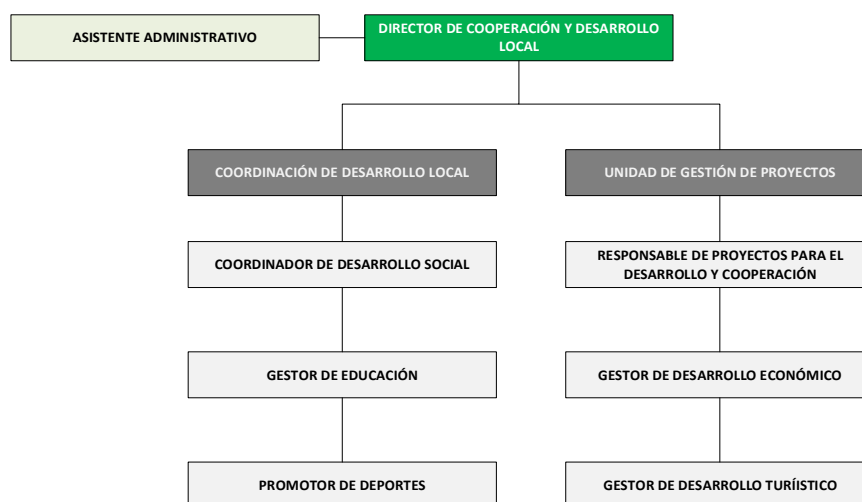 ASISTENTE ADMINISTRATIVO
DIRECTOR DE COOPERACIÓN Y DESARROLLO
LOCAL
COORDINACIÓN DE DESARROLLO LOCAL
UNIDAD DE GESTIÓN DE PROYECTOS
COORDINADOR DE DESARROLLO SOCIAL
RESPONSABLE DE PROYECTOS PARA EL
DESARROLLO Y COOPERACIÓN
GESTOR DE EDUCACIÓN
GESTOR DE DESARROLLO ECONÓMICO
PROMOTOR DE DEPORTES
GESTOR DE DESARROLLO TURÍISTICO